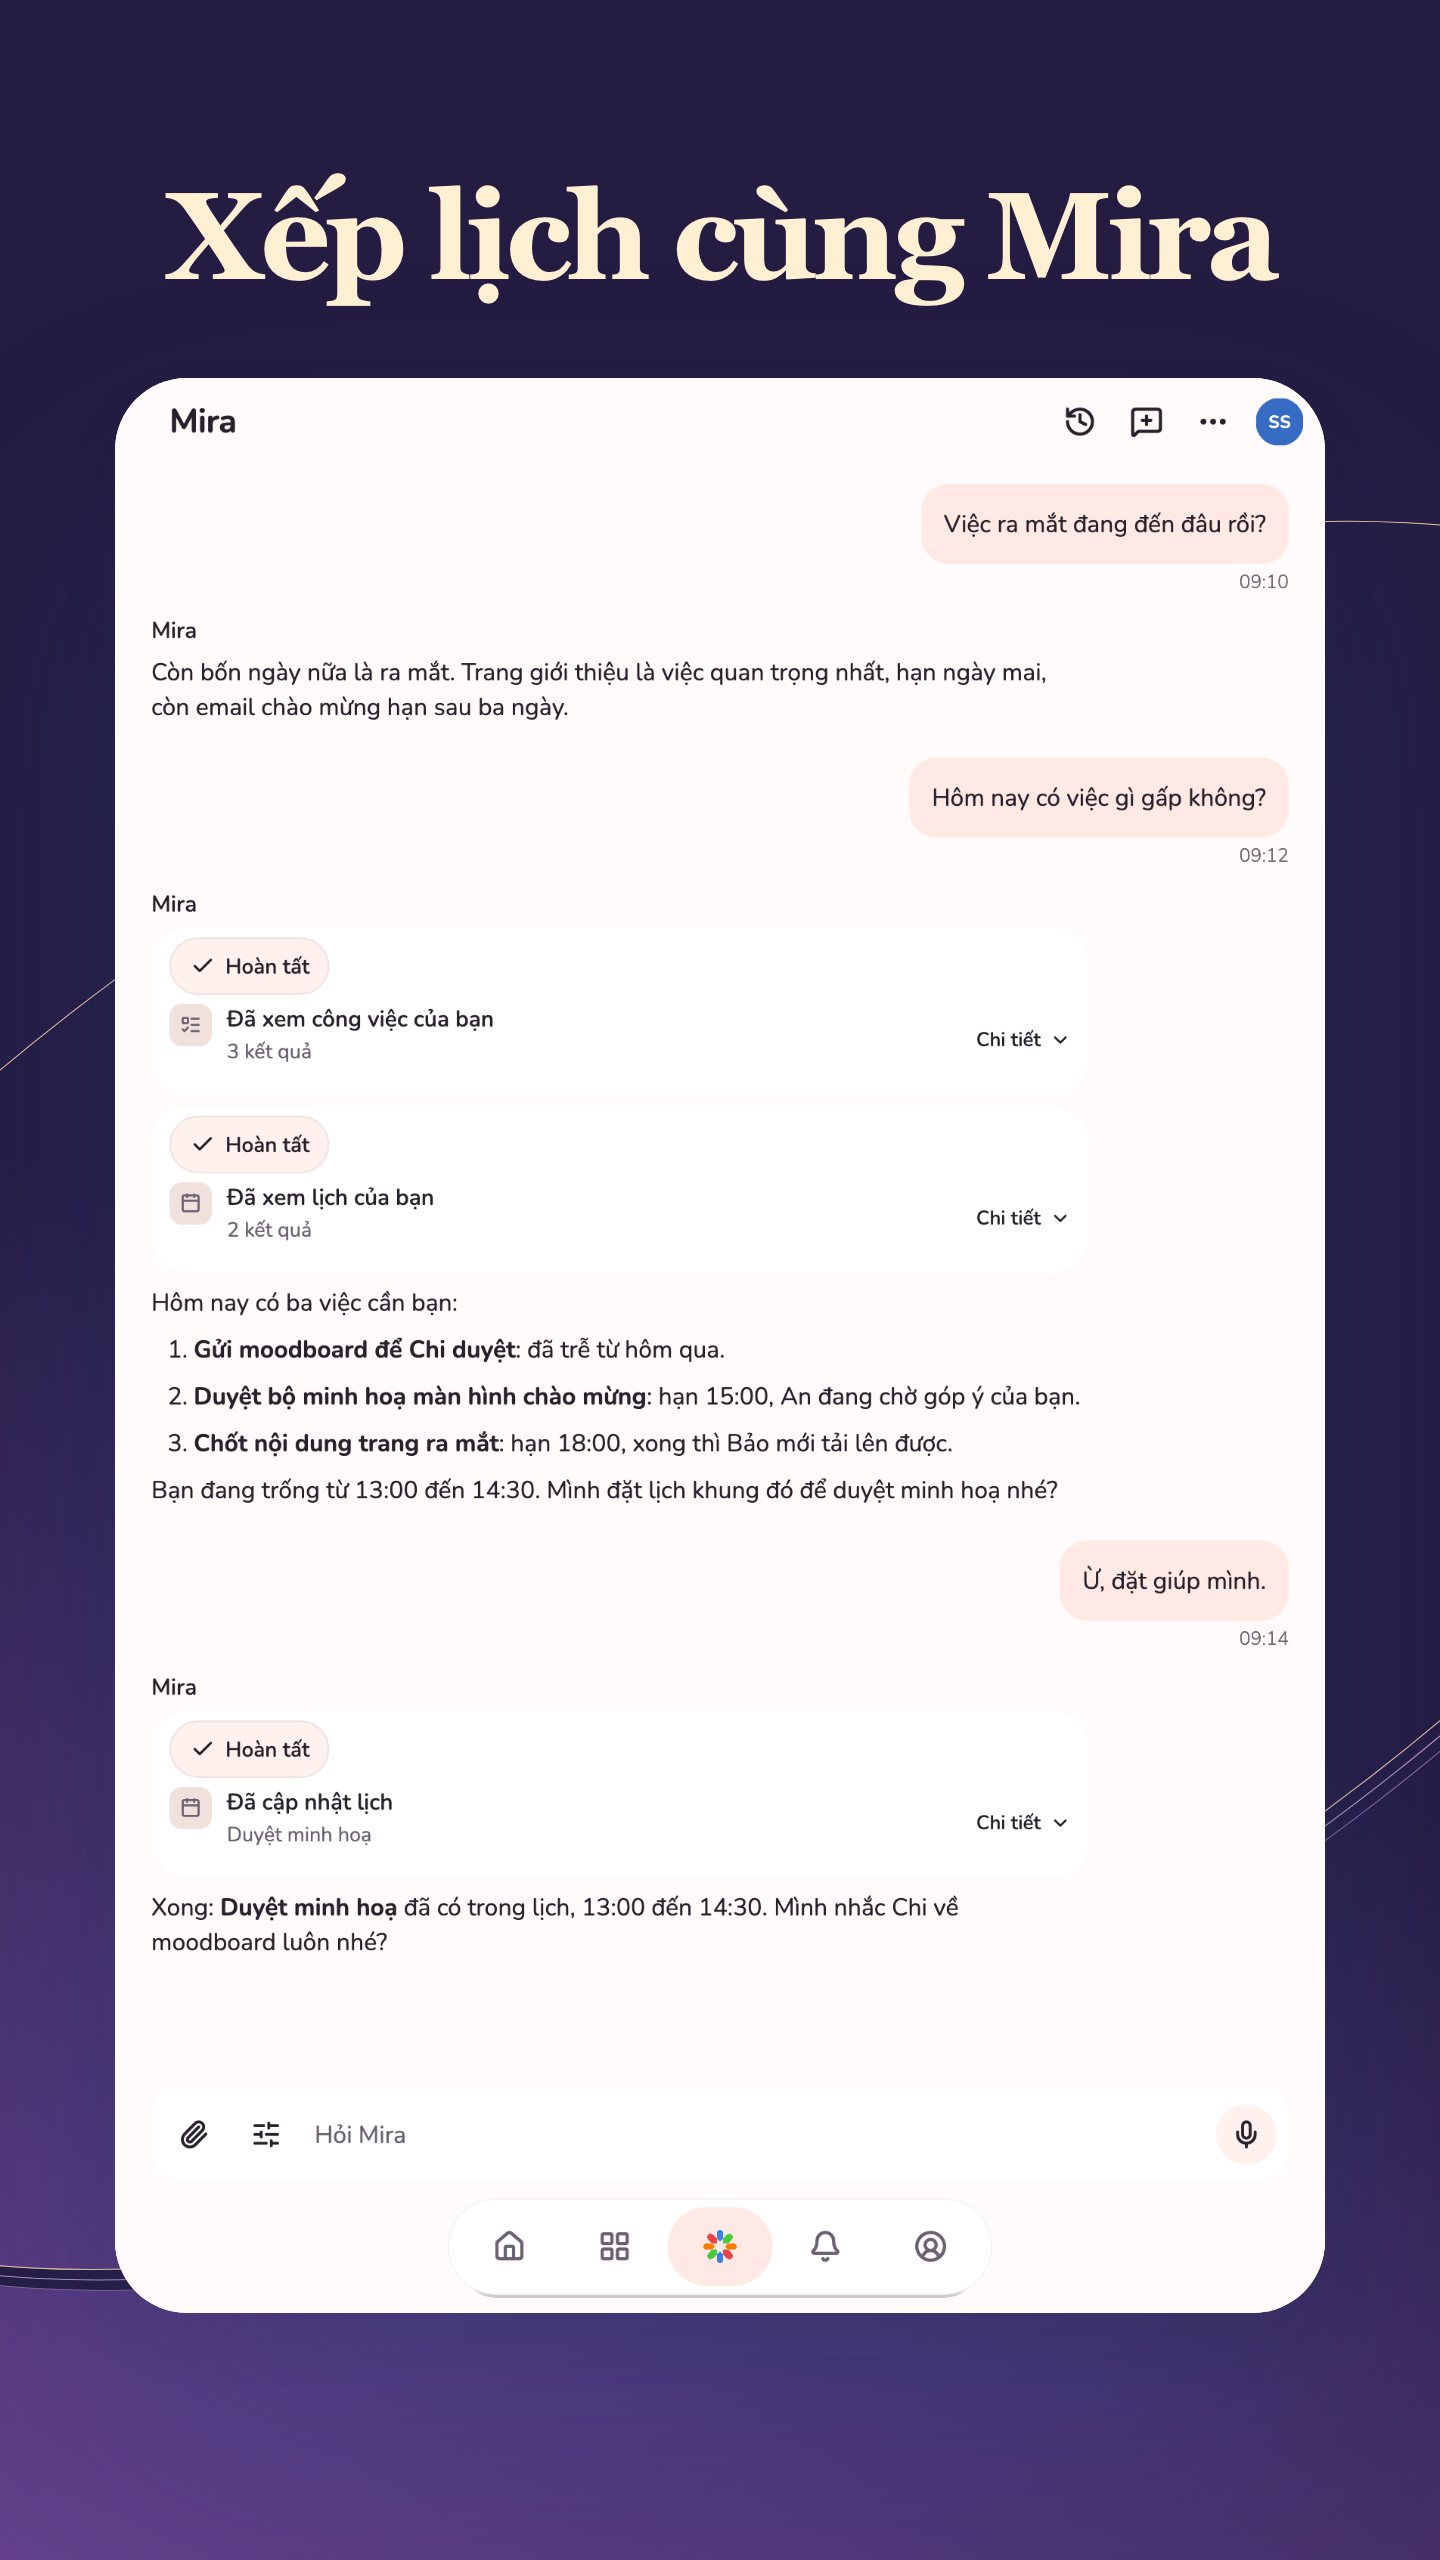 Xếp lịch cùng Mira
Mira
SS
Việc ra mắt đang đến đâu rồi?
09:10
Mira
Còn bốn ngày nữa là ra mắt. Trang giới thiệu là việc quan trọng nhất, hạn ngày mai,
còn email chào mừng hạn sau ba ngày.
Hôm nay có việc gì gấp không?
09:12
Mira
Hoàn tất
Đã xem công việc của bạn
3 kết quả
Chi tiết
Hoàn tất
Đã xem lịch của bạn
2 kết quả
Chi tiết
Hôm nay có ba việc cần bạn:
1. Gửi moodboard để Chi duyệt: đã trễ từ hôm qua.
2. Duyệt bộ minh hoạ màn hình chào mừng: hạn 15:00, An đang chờ góp ý của bạn.
3. Chốt nội dung trang ra mắt: hạn 18:00, xong thì Bảo mới tải lên được.
Bạn đang trống từ 13:00 đến 14:30. Mình đặt lịch khung đó để duyệt minh hoạ nhé?
Ừ, đặt giúp mình.
09:14
Mira
Hoàn tất
Đã cập nhật lịch
Duyệt minh hoạ
Chi tiết
Xong: Duyệt minh hoạ đã có trong lịch, 13:00 đến 14:30. Mình nhắc Chi về
moodboard luôn nhé?
Hỏi Mira